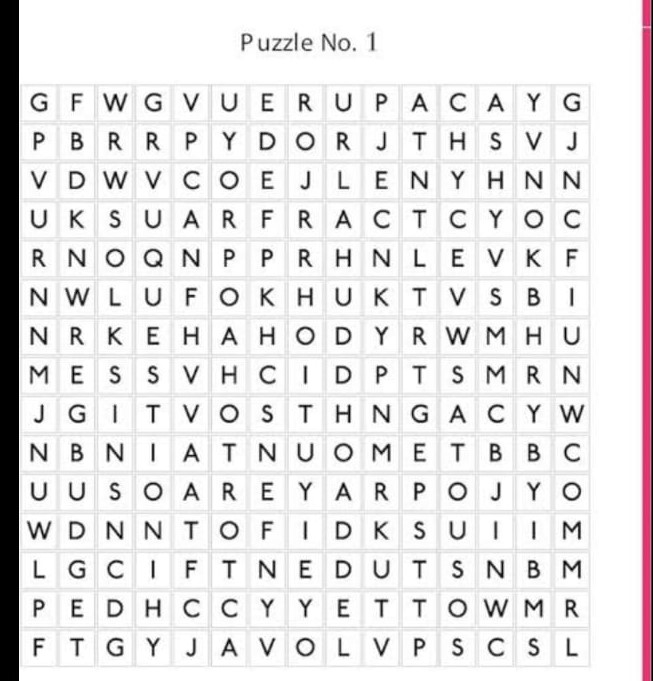 Puzzle No. 1
G F W G V U E R U P A C A Y G
P B R R P Y D O R J T H S V J
V D W V C O E J L E N Y H N N
U K S U A R F R A C T C Y O C
R N O Q N P P R H N L E V K F
N W L U F O K H U K T V S B I
N R K E H A H O D Y R W M H U
M E S S V H C I D P T S M R N
J G I T V O S T H N G A C Y W
N B N I A T N U O M E T B B C
U U S O A R E Y A R P O J Y O
W D N N T O F I D K S U I I M
L G C I F T N E D U T S N B M
P E D H C C Y Y E T T O W M R
F T G Y J A V O L V P S C S L